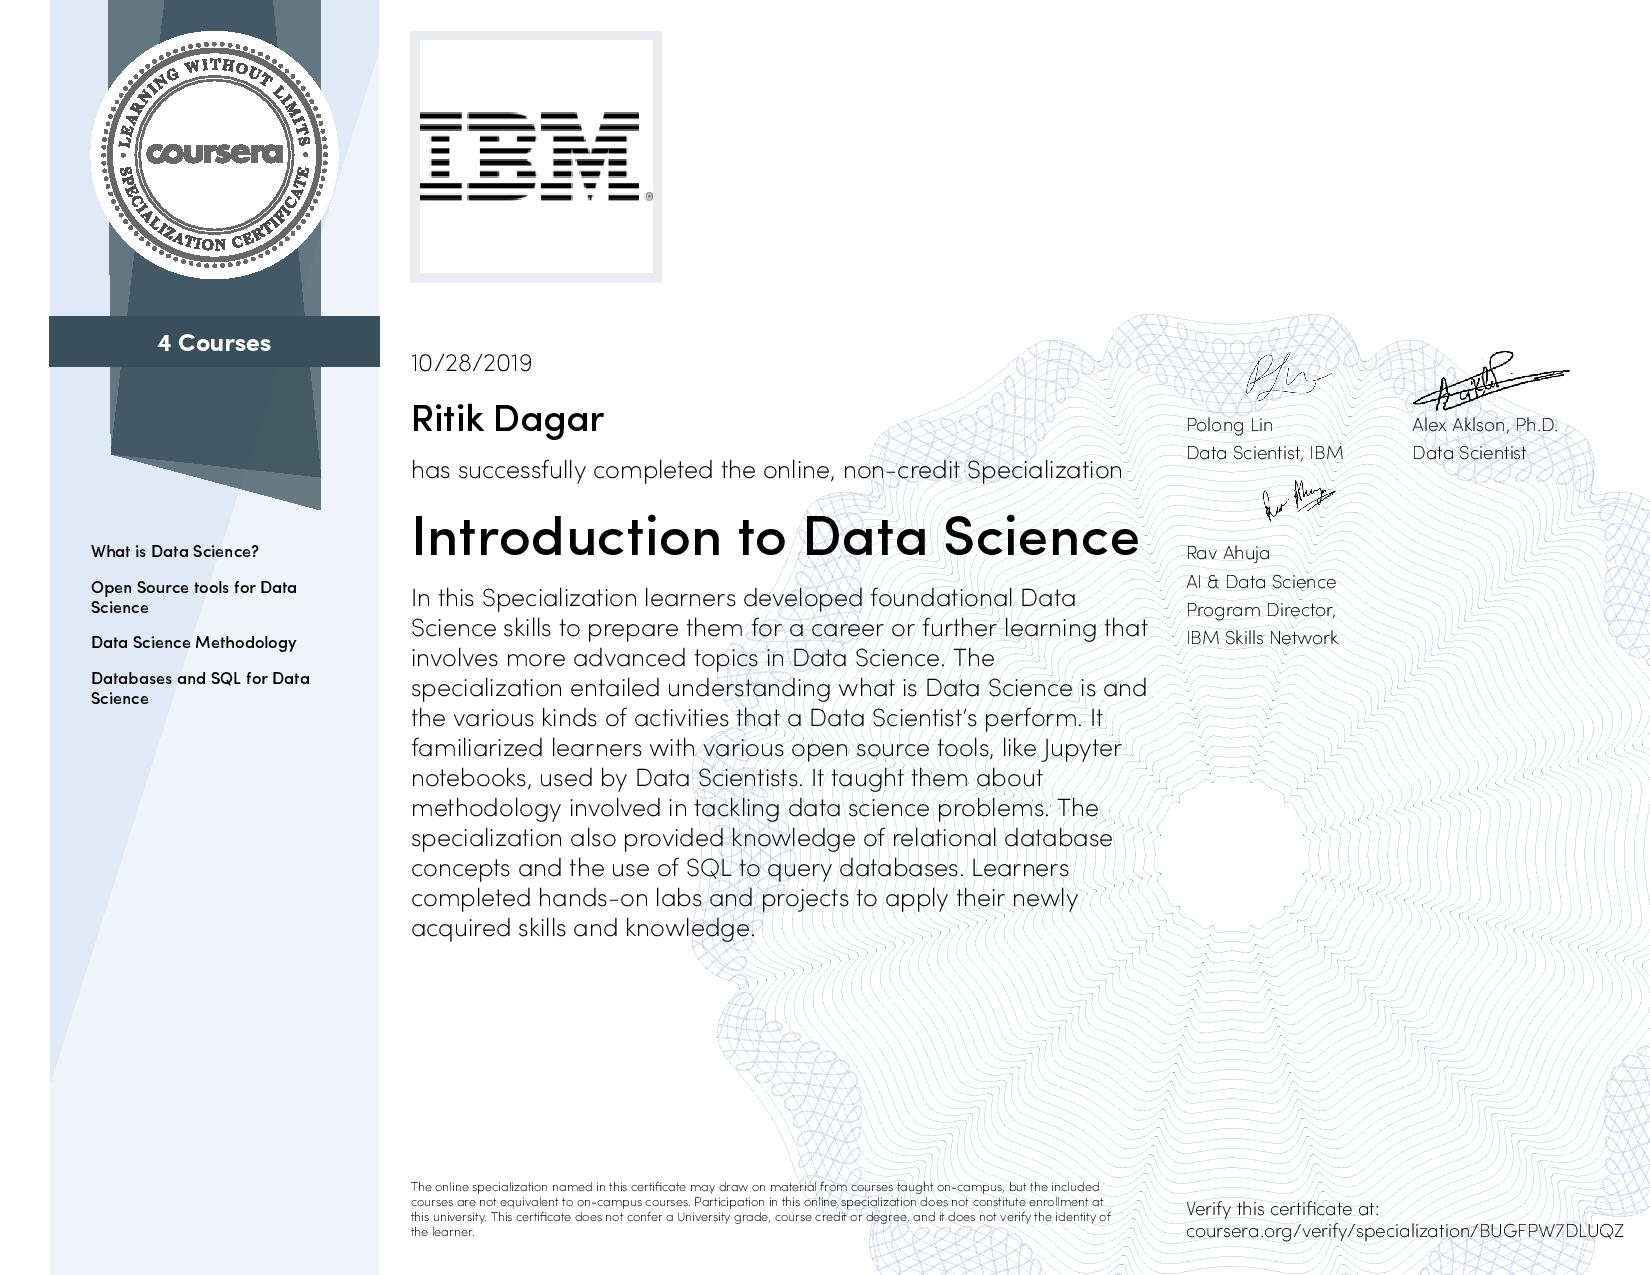 LEARNING WITHOUT LIMITS
coursera
SPECIALIZATION CERTIFICATE
4 Courses
What is Data Science?
Open Source tools for Data
Science
Data Science Methodology
Databases and SQL for Data
Science
IBM
10/28/2019
Ritik Dagar
has successfully completed the online, non-credit Specialization
Introduction to Data Science
In this Specialization learners developed foundational Data
Science skills to prepare them for a career or further learning that
involves more advanced topics in Data Science. The
specialization entailed understanding what is Data Science is and
the various kinds of activities that a Data Scientist's perform. It
familiarized learners with various open source tools, like Jupyter
notebooks, used by Data Scientists. It taught them about
methodology involved in tackling data science problems. The
specialization also provided knowledge of relational database
concepts and the use of SQL to query databases. Learners
completed hands-on labs and projects to apply their newly
acquired skills and knowledge.
Polong Lin
Data Scientist, IBM
Alex Aklson, Ph.D.
Data Scientist
Rav Ahuja
AI & Data Science
Program Director,
IBM Skills Network
The online specialization named in this certificate may draw on material from courses taught on-campus, but the included
courses are not equivalent to on-campus courses. Participation in this online specialization does not constitute enrollment at
this university. This certificate does not confer a University grade, course credit or degree, and it does not verify the identity of
the learner.
Verify this certificate at:
coursera.org/verify/specialization/BUGFPW7DLUQZ